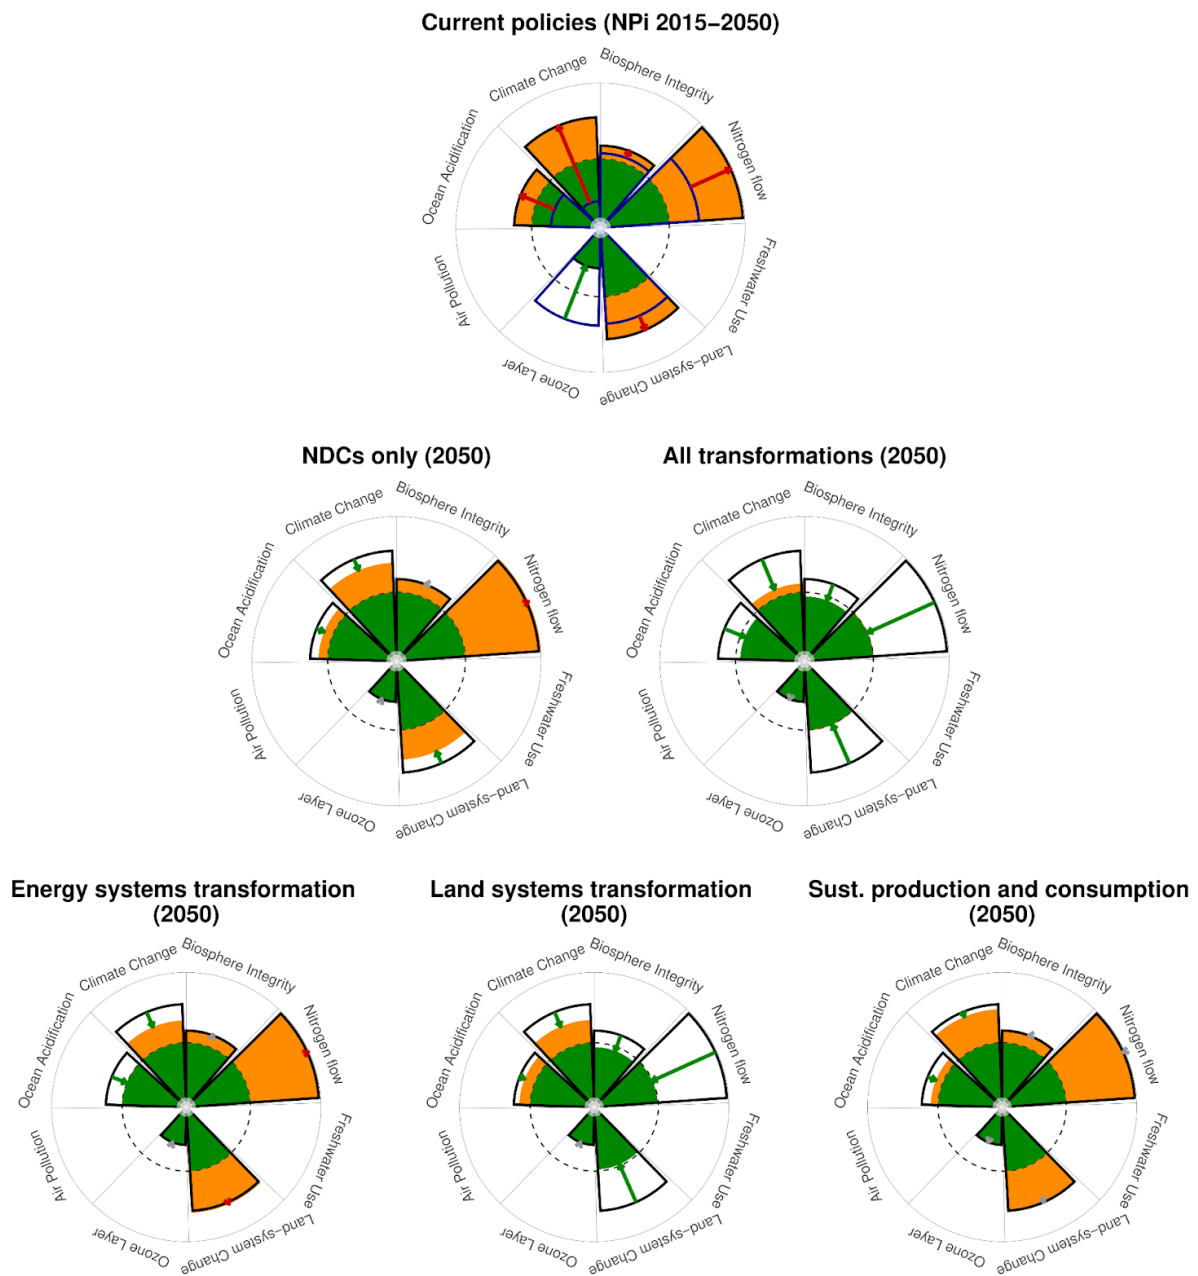 Current policies (NPi 2015−2050)
Climate Change
Biosphere Integrity
Ocean Acidification
Nitrogen flow
Air Pollution
Freshwater Use
Ozone Layer
Land−system Change
NDCs only (2050)
Climate Change
Biosphere Integrity
Ocean Acidification
Nitrogen flow
Air Pollution
Freshwater Use
Ozone Layer
Land−system Change
All transformations (2050)
Climate Change
Biosphere Integrity
Ocean Acidification
Nitrogen flow
Air Pollution
Freshwater Use
Ozone Layer
Land−system Change
Energy systems transformation
(2050)
Climate Change
Biosphere Integrity
Ocean Acidification
Nitrogen flow
Air Pollution
Freshwater Use
Ozone Layer
Land−system Change
Land systems transformation
(2050)
Climate Change
Biosphere Integrity
Ocean Acidification
Nitrogen flow
Air Pollution
Freshwater Use
Ozone Layer
Land−system Change
Sust. production and consumption
(2050)
Climate Change
Biosphere Integrity
Ocean Acidification
Nitrogen flow
Air Pollution
Freshwater Use
Ozone Layer
Land−system Change